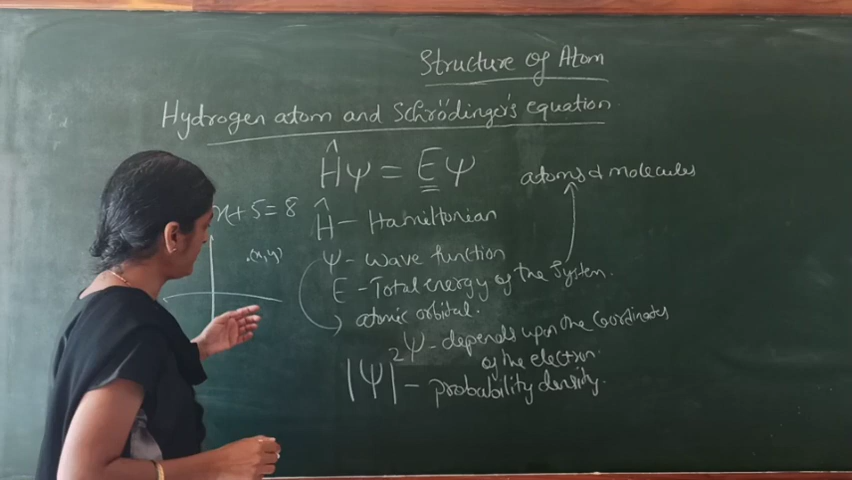 Structure of Atom
Hydrogen atom and Schrödinger's equation
Ĥψ = Eψ
atoms & molecules
x + 5 = 8
Ĥ - Hamiltonian
.(x,y)
ψ - wave function
E - Total energy of the system.
atomic orbital.
ψ - depends upon the Coordinates
of the electron.
|ψ|² - probability density.